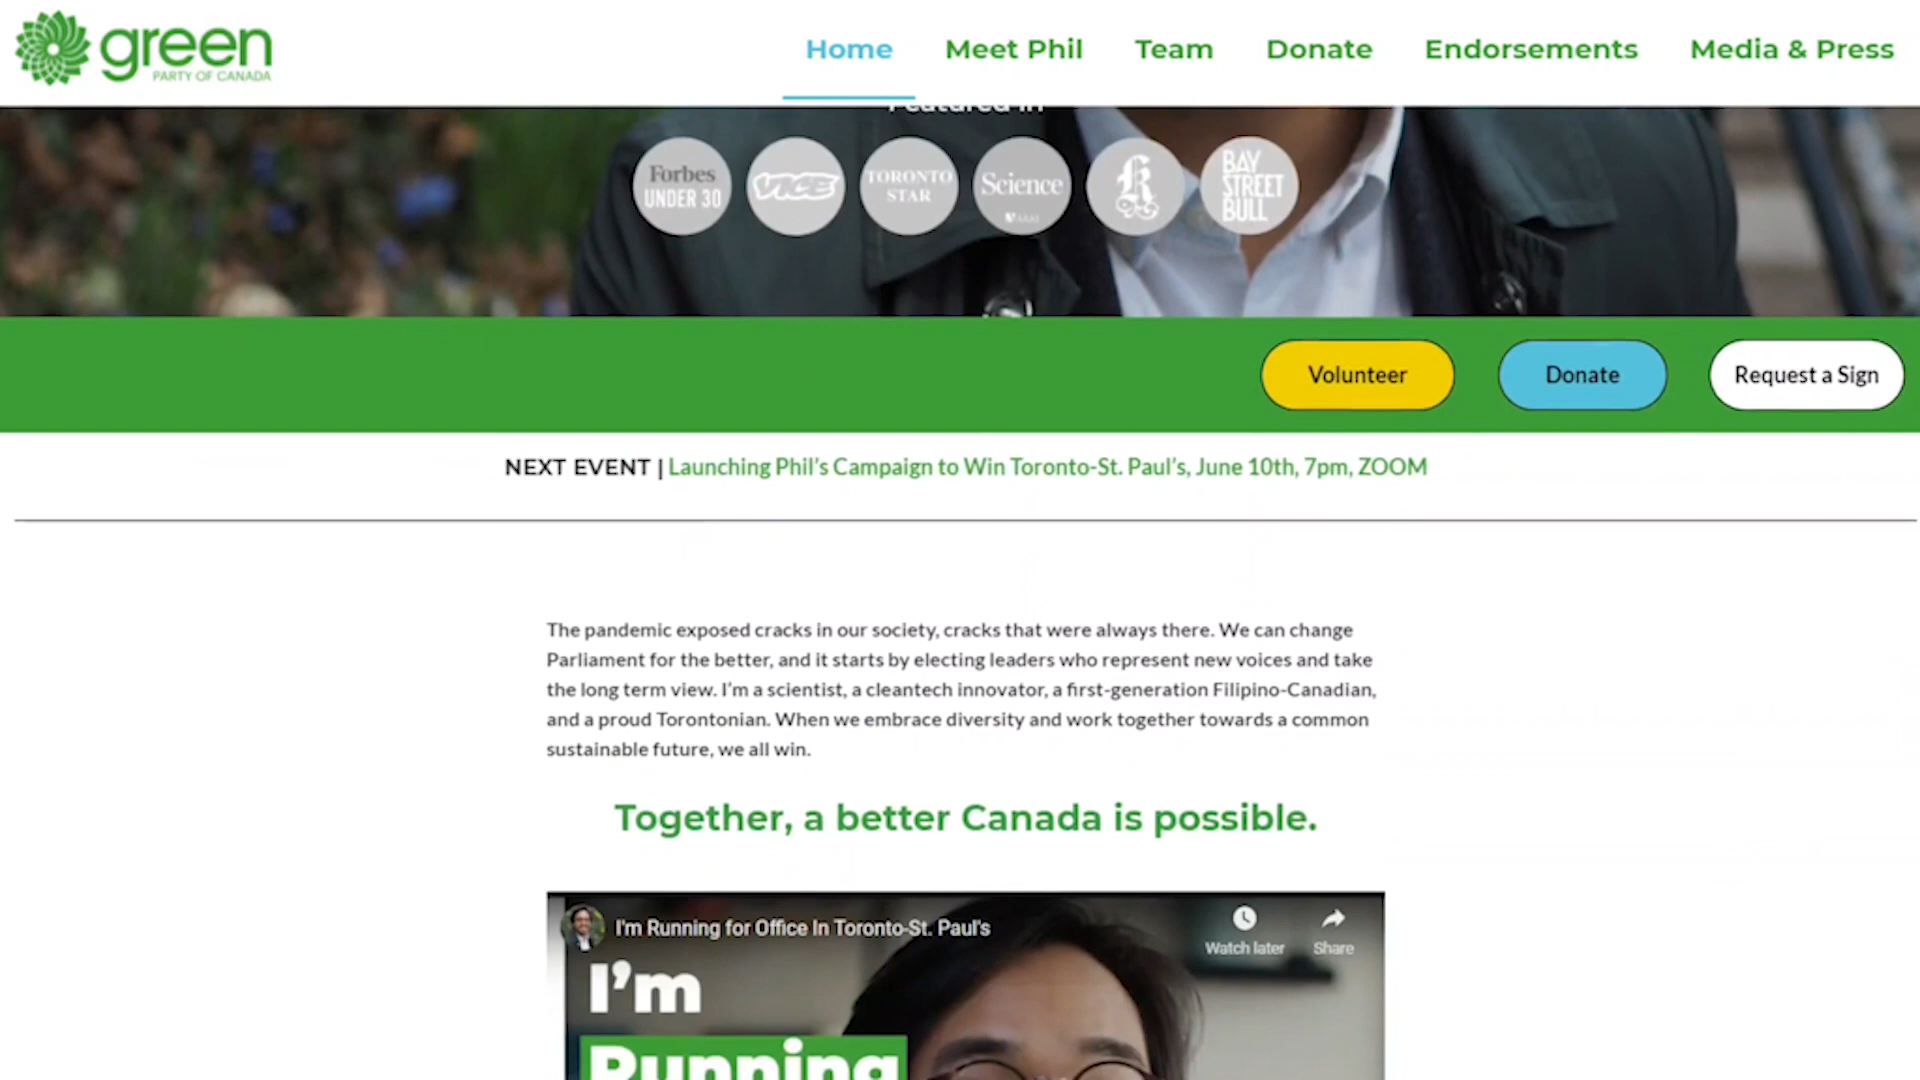 green
PARTY OF CANADA
Home
Meet Phil
Team
Donate
Endorsements
Media & Press
Featured in
Forbes
UNDER 30
VICE
TORONTO
STAR
Science
AAAS
BAY
STREET
BULL
Volunteer
Donate
Request a Sign
NEXT EVENT | Launching Phil's Campaign to Win Toronto-St. Paul's, June 10th, 7pm, ZOOM
The pandemic exposed cracks in our society, cracks that were always there. We can change
Parliament for the better, and it starts by electing leaders who represent new voices and take
the long term view. I'm a scientist, a cleantech innovator, a first-generation Filipino-Canadian,
and a proud Torontonian. When we embrace diversity and work together towards a common
sustainable future, we all win.
Together, a better Canada is possible.
I'm Running for Office In Toronto-St. Paul's
Watch later
Share
I'm
Running